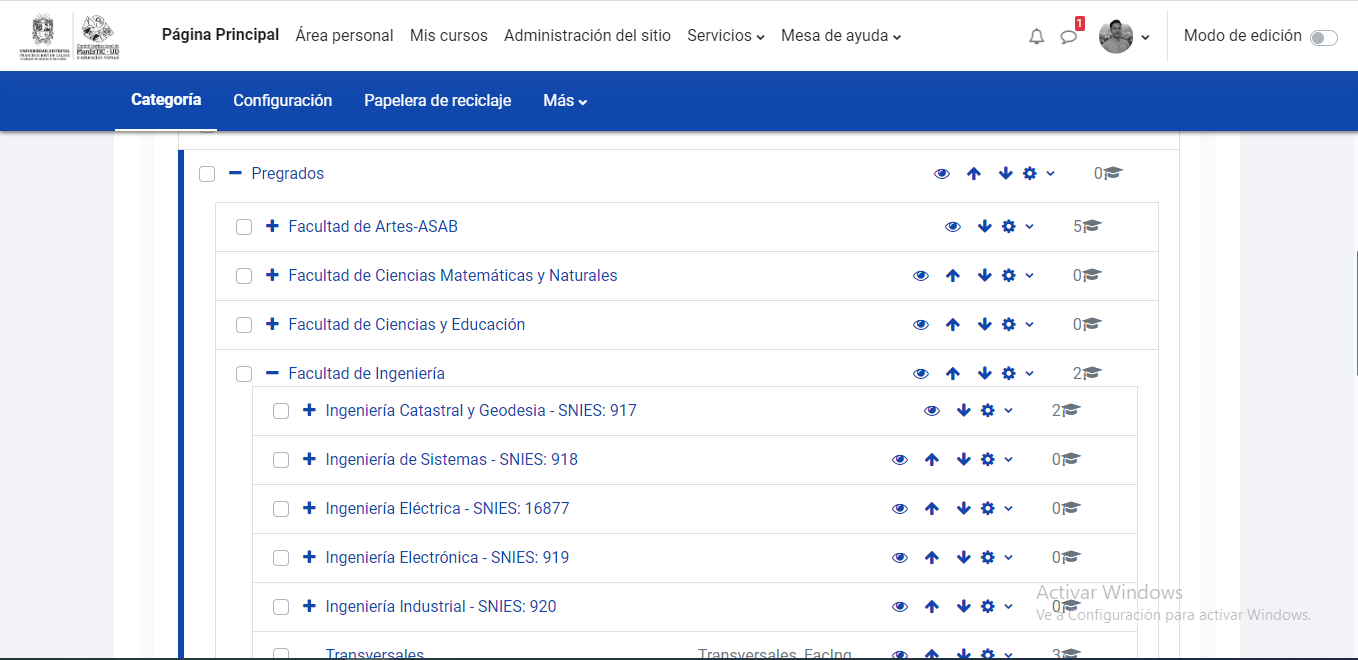 UNIVERSIDAD DISTRITAL
FRANCISCO JOSÉ DE CALDAS
PlanEsTIC - UD
y educación virtual
Página Principal Área personal Mis cursos Administración del sitio Servicios Mesa de ayuda 1 Modo de edición
Categoría Configuración Papelera de reciclaje Más
Pregrados 0
Facultad de Artes-ASAB 5
Facultad de Ciencias Matemáticas y Naturales 0
Facultad de Ciencias y Educación 0
Facultad de Ingeniería 2
Ingeniería Catastral y Geodesia - SNIES: 917 2
Ingeniería de Sistemas - SNIES: 918 0
Ingeniería Eléctrica - SNIES: 16877 0
Ingeniería Electrónica - SNIES: 919 0
Ingeniería Industrial - SNIES: 920 0
Transversales Transversales_FacIng 3
Activar Windows
Ve a Configuración para activar Windows.